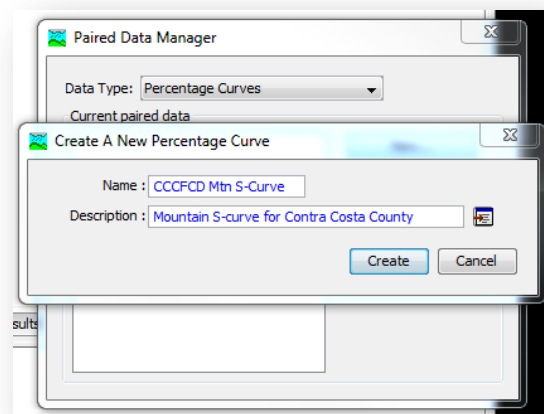 Paired Data Manager
Data Type: Percentage Curves
Current paired data
Create A New Percentage Curve
Name : CCCFCD Mtn S-Curve
Description : Mountain S-curve for Contra Costa County
Create Cancel
sults